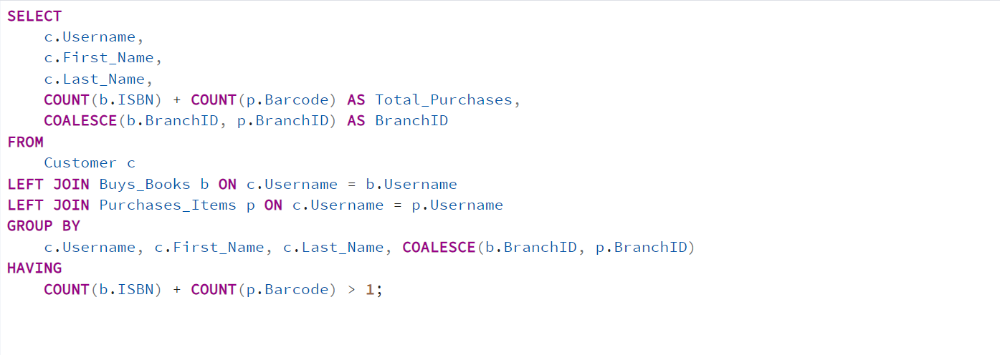 SELECT
    c.Username,
    c.First_Name,
    c.Last_Name,
    COUNT(b.ISBN) + COUNT(p.Barcode) AS Total_Purchases,
    COALESCE(b.BranchID, p.BranchID) AS BranchID
FROM
    Customer c
LEFT JOIN Buys_Books b ON c.Username = b.Username
LEFT JOIN Purchases_Items p ON c.Username = p.Username
GROUP BY
    c.Username, c.First_Name, c.Last_Name, COALESCE(b.BranchID, p.BranchID)
HAVING
    COUNT(b.ISBN) + COUNT(p.Barcode) > 1;